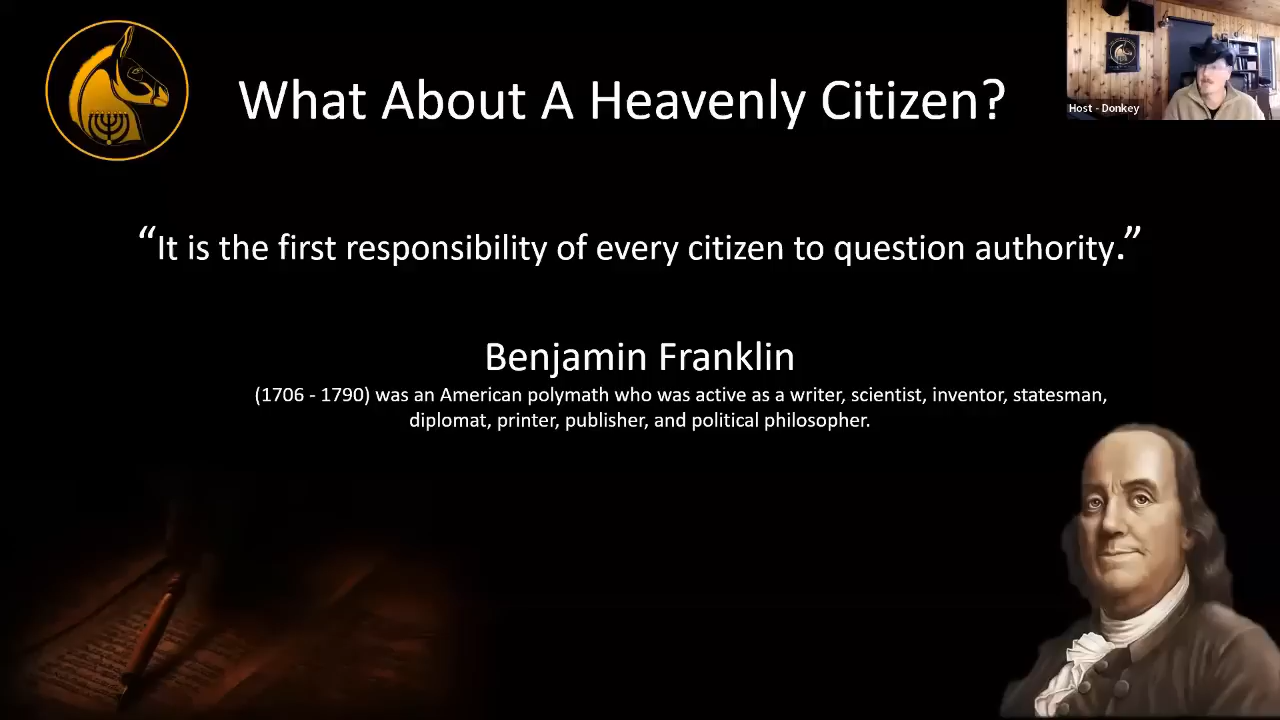 What About A Heavenly Citizen?
Host - Donkey
“It is the first responsibility of every citizen to question authority.”
Benjamin Franklin
(1706 - 1790) was an American polymath who was active as a writer, scientist, inventor, statesman,
diplomat, printer, publisher, and political philosopher.